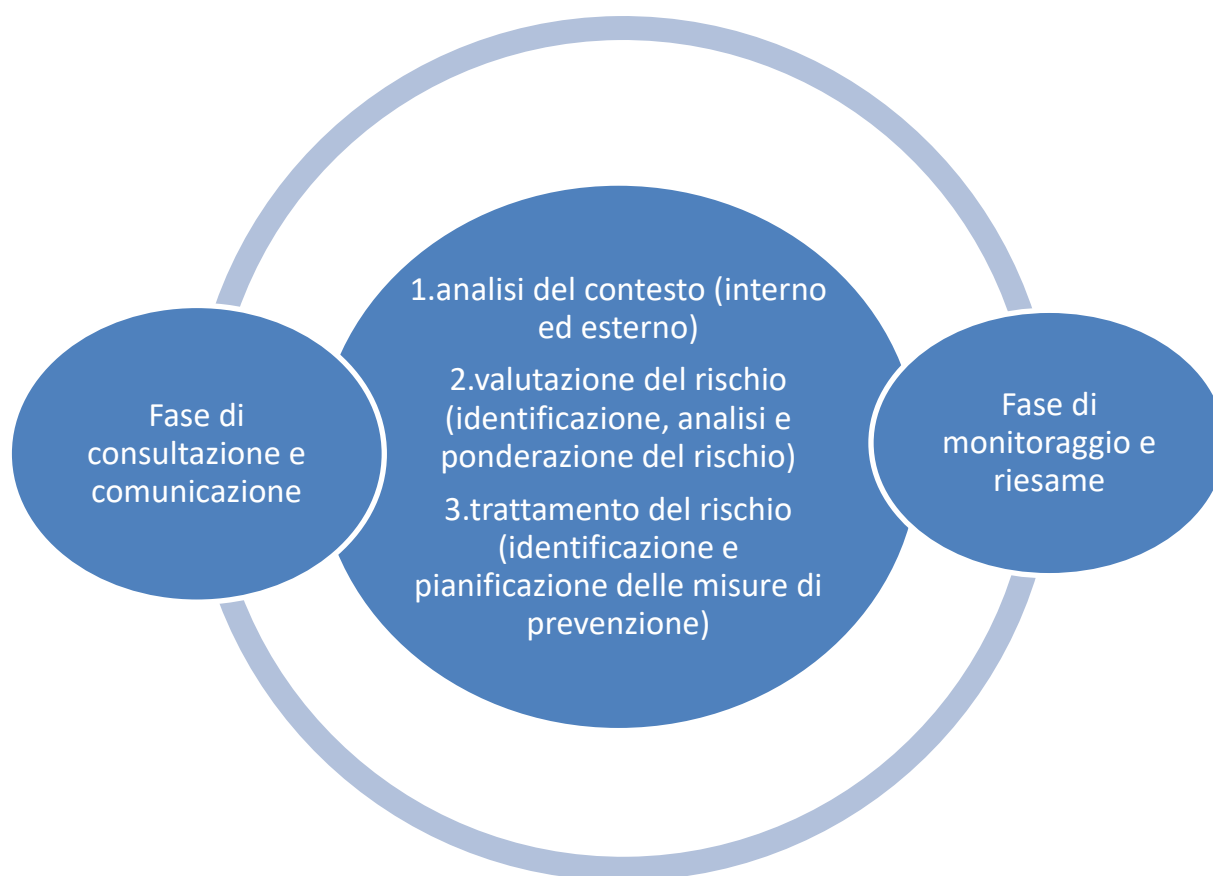 Fase di
consultazione e
comunicazione
1.analisi del contesto (interno
ed esterno)
2.valutazione del rischio
(identificazione, analisi e
ponderazione del rischio)
3.trattamento del rischio
(identificazione e
pianificazione delle misure di
prevenzione)
Fase di
monitoraggio e
riesame